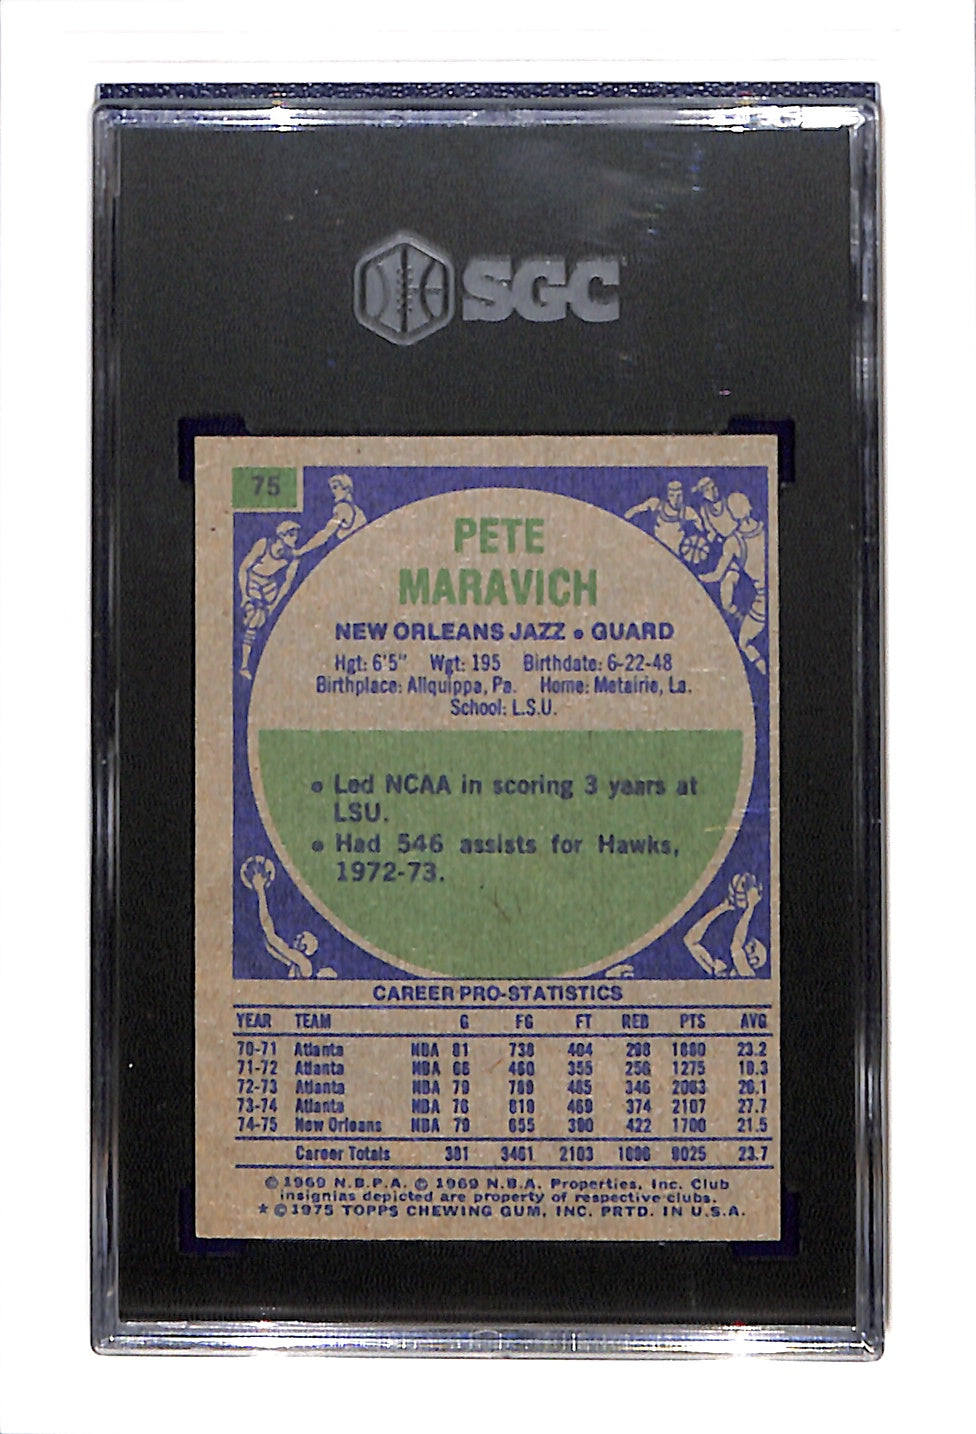 SGC
75
PETE
MARAVICH
NEW ORLEANS JAZZ • GUARD
Hgt: 6'5" Wgt: 195 Birthdate: 6-22-48
Birthplace: Aliquippa, Pa. Home: Metairie, La.
School: L.S.U.
• Led NCAA in scoring 3 years at
LSU.
• Had 546 assists for Hawks,
1972-73.
CAREER PRO-STATISTICS
YEAR TEAM G FG FT REB PTS AVG
70-71 Atlanta NBA 81 738 404 298 1880 23.2
71-72 Atlanta NBA 66 460 355 256 1275 19.3
72-73 Atlanta NBA 79 789 485 346 2063 26.1
73-74 Atlanta NBA 76 819 469 374 2107 27.7
74-75 New Orleans NBA 79 655 390 422 1700 21.5
Career Totals 381 3461 2103 1696 9025 23.7
© 1969 N.B.P.A. © 1969 N.B.A. Properties, Inc. Club
insignias depicted are property of respective clubs.
★ © 1975 TOPPS CHEWING GUM, INC. PRTD. IN U.S.A.